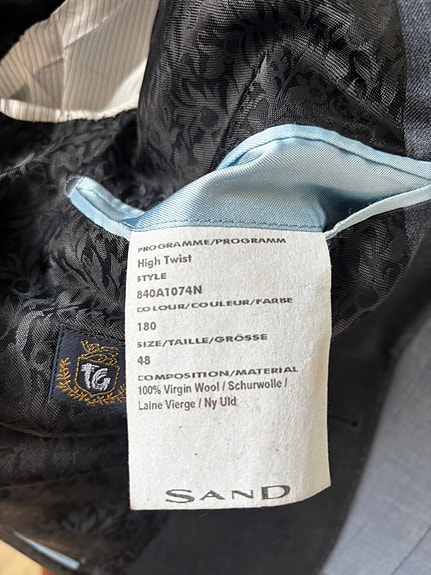 PROGRAMME/PROGRAMM
High Twist
STYLE
840A1074N
COLOUR/COULEUR/FARBE
180
SIZE/TAILLE/GRÖSSE
48
COMPOSITION/MATERIAL
100% Virgin Wool / Schurwolle /
Laine Vierge / Ny Uld
SAND
TG